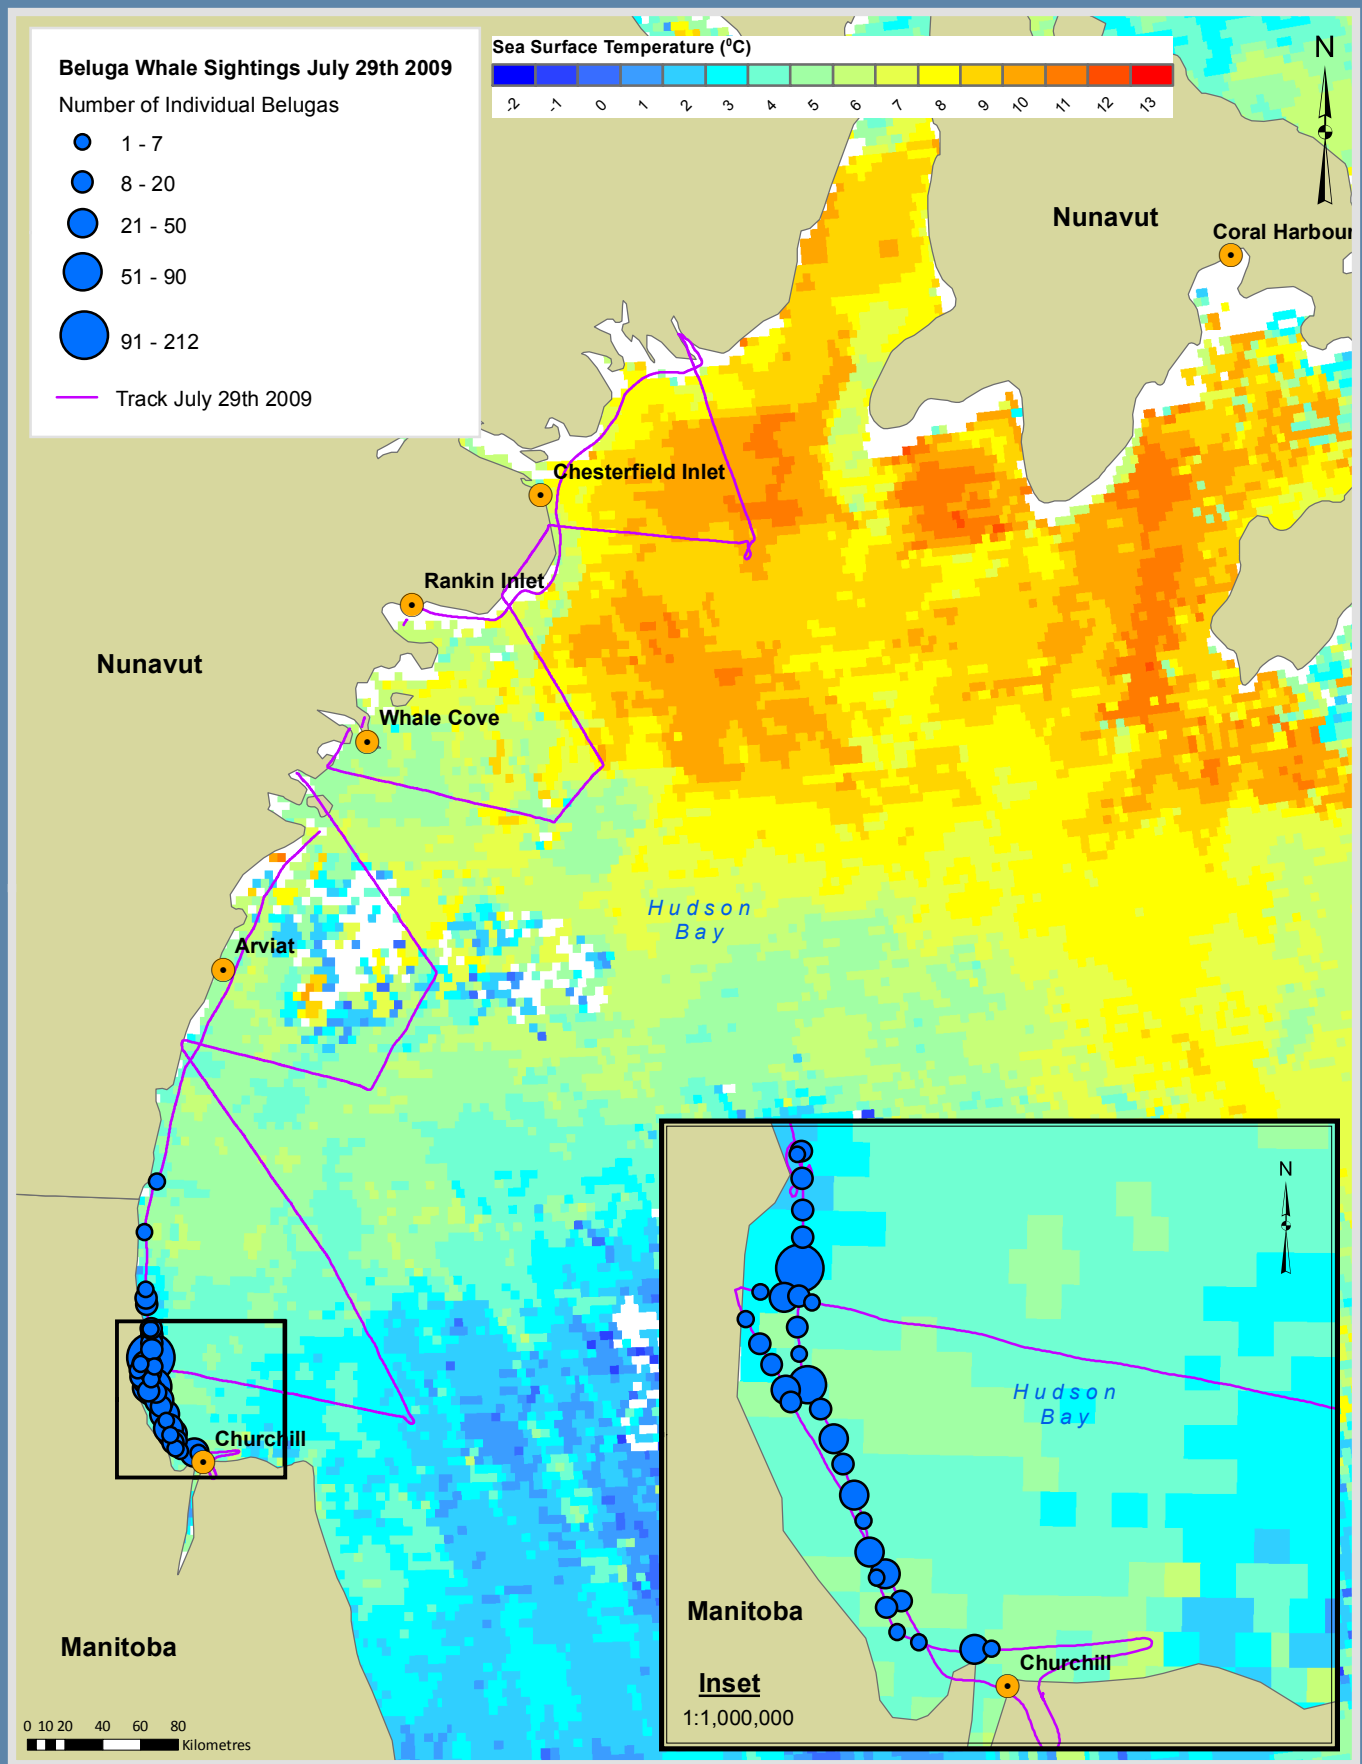 Beluga Whale Sightings July 29th 2009
Number of Individual Belugas
1 - 7
8 - 20
21 - 50
51 - 90
91 - 212
Track July 29th 2009
Sea Surface Temperature (⁰C)
-2 -1 0 1 2 3 4 5 6 7 8 9 10 11 12 13
N
Nunavut
Coral Harbour
Chesterfield Inlet
Rankin Inlet
Nunavut
Whale Cove
Hudson
Bay
Arviat
Churchill
Manitoba
0 10 20 40 60 80
Kilometres
N
Hudson
Bay
Manitoba
Churchill
Inset
1:1,000,000